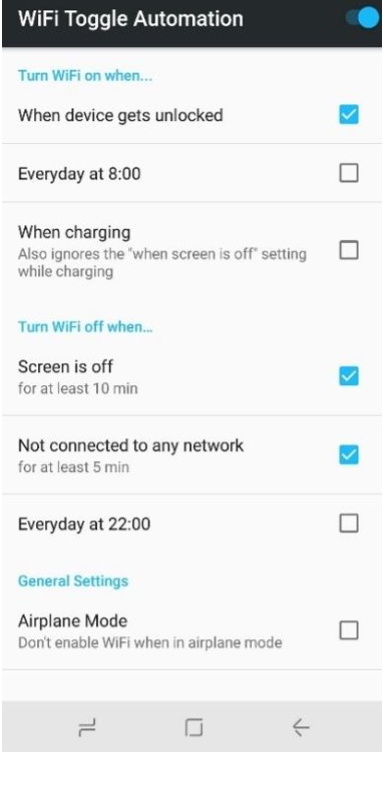 WiFi Toggle Automation
Turn WiFi on when...
When device gets unlocked
Everyday at 8:00
When charging
Also ignores the "when screen is off" setting
while charging
Turn WiFi off when...
Screen is off
for at least 10 min
Not connected to any network
for at least 5 min
Everyday at 22:00
General Settings
Airplane Mode
Don't enable WiFi when in airplane mode